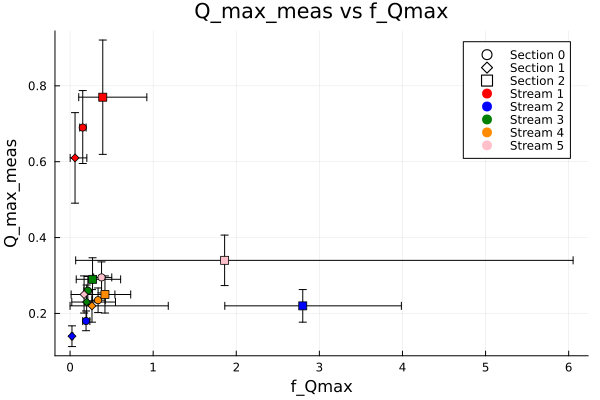 Q_max_meas vs f_Qmax
Section 0
Section 1
Section 2
Stream 1
Stream 2
Stream 3
Stream 4
Stream 5
Q_max_meas
0.8
0.6
0.4
0.2
0 1 2 3 4 5 6
f_Qmax